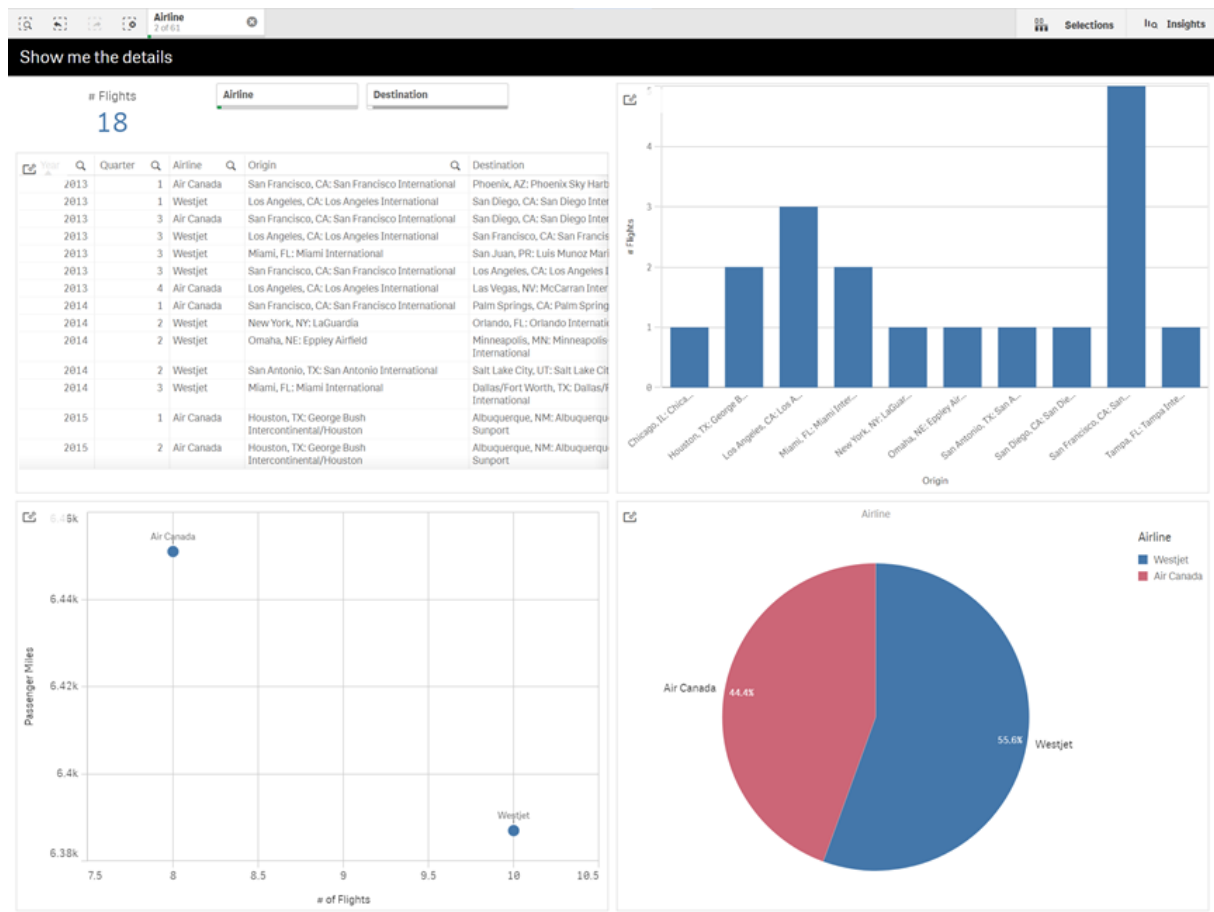 Airline
2 of 61
Selections
Insights
Show me the details
# Flights
18
Airline
Destination
Year Quarter Airline Origin Destination
2013 1 Air Canada San Francisco, CA: San Francisco International Phoenix, AZ: Phoenix Sky Harb
2013 1 Westjet Los Angeles, CA: Los Angeles International San Diego, CA: San Diego Inter
2013 3 Air Canada San Francisco, CA: San Francisco International San Diego, CA: San Diego Inter
2013 3 Westjet Los Angeles, CA: Los Angeles International San Francisco, CA: San Francis
2013 3 Westjet Miami, FL: Miami International San Juan, PR: Luis Munoz Mari
2013 3 Westjet San Francisco, CA: San Francisco International Los Angeles, CA: Los Angeles I
2013 4 Air Canada Los Angeles, CA: Los Angeles International Las Vegas, NV: McCarran Inter
2014 1 Air Canada San Francisco, CA: San Francisco International Palm Springs, CA: Palm Spring
2014 2 Westjet New York, NY: LaGuardia Orlando, FL: Orlando Internati
2014 2 Westjet Omaha, NE: Eppley Airfield Minneapolis, MN: Minneapolis-
International
2014 2 Westjet San Antonio, TX: San Antonio International Salt Lake City, UT: Salt Lake Cit
2014 3 Westjet Miami, FL: Miami International Dallas/Fort Worth, TX: Dallas/F
International
2015 1 Air Canada Houston, TX: George Bush Albuquerque, NM: Albuquerqu
Intercontinental/Houston Sunport
2015 2 Air Canada Houston, TX: George Bush Albuquerque, NM: Albuquerqu
Intercontinental/Houston Sunport
5
4
3
2
1
0
# Flights
Chicago, IL: Chica...
Houston, TX: George B...
Los Angeles, CA: Los A...
Miami, FL: Miami Inter...
New York, NY: LaGuar...
Omaha, NE: Eppley Air...
San Antonio, TX: San A...
San Diego, CA: San Die...
San Francisco, CA: San...
Tampa, FL: Tampa Inte...
Origin
6.46k
6.44k
6.42k
6.4k
6.38k
Passenger Miles
Air Canada
Westjet
7.5 8 8.5 9 9.5 10 10.5
# of Flights
Airline
Airline
Westjet
Air Canada
Air Canada
44.4%
55.6%
Westjet